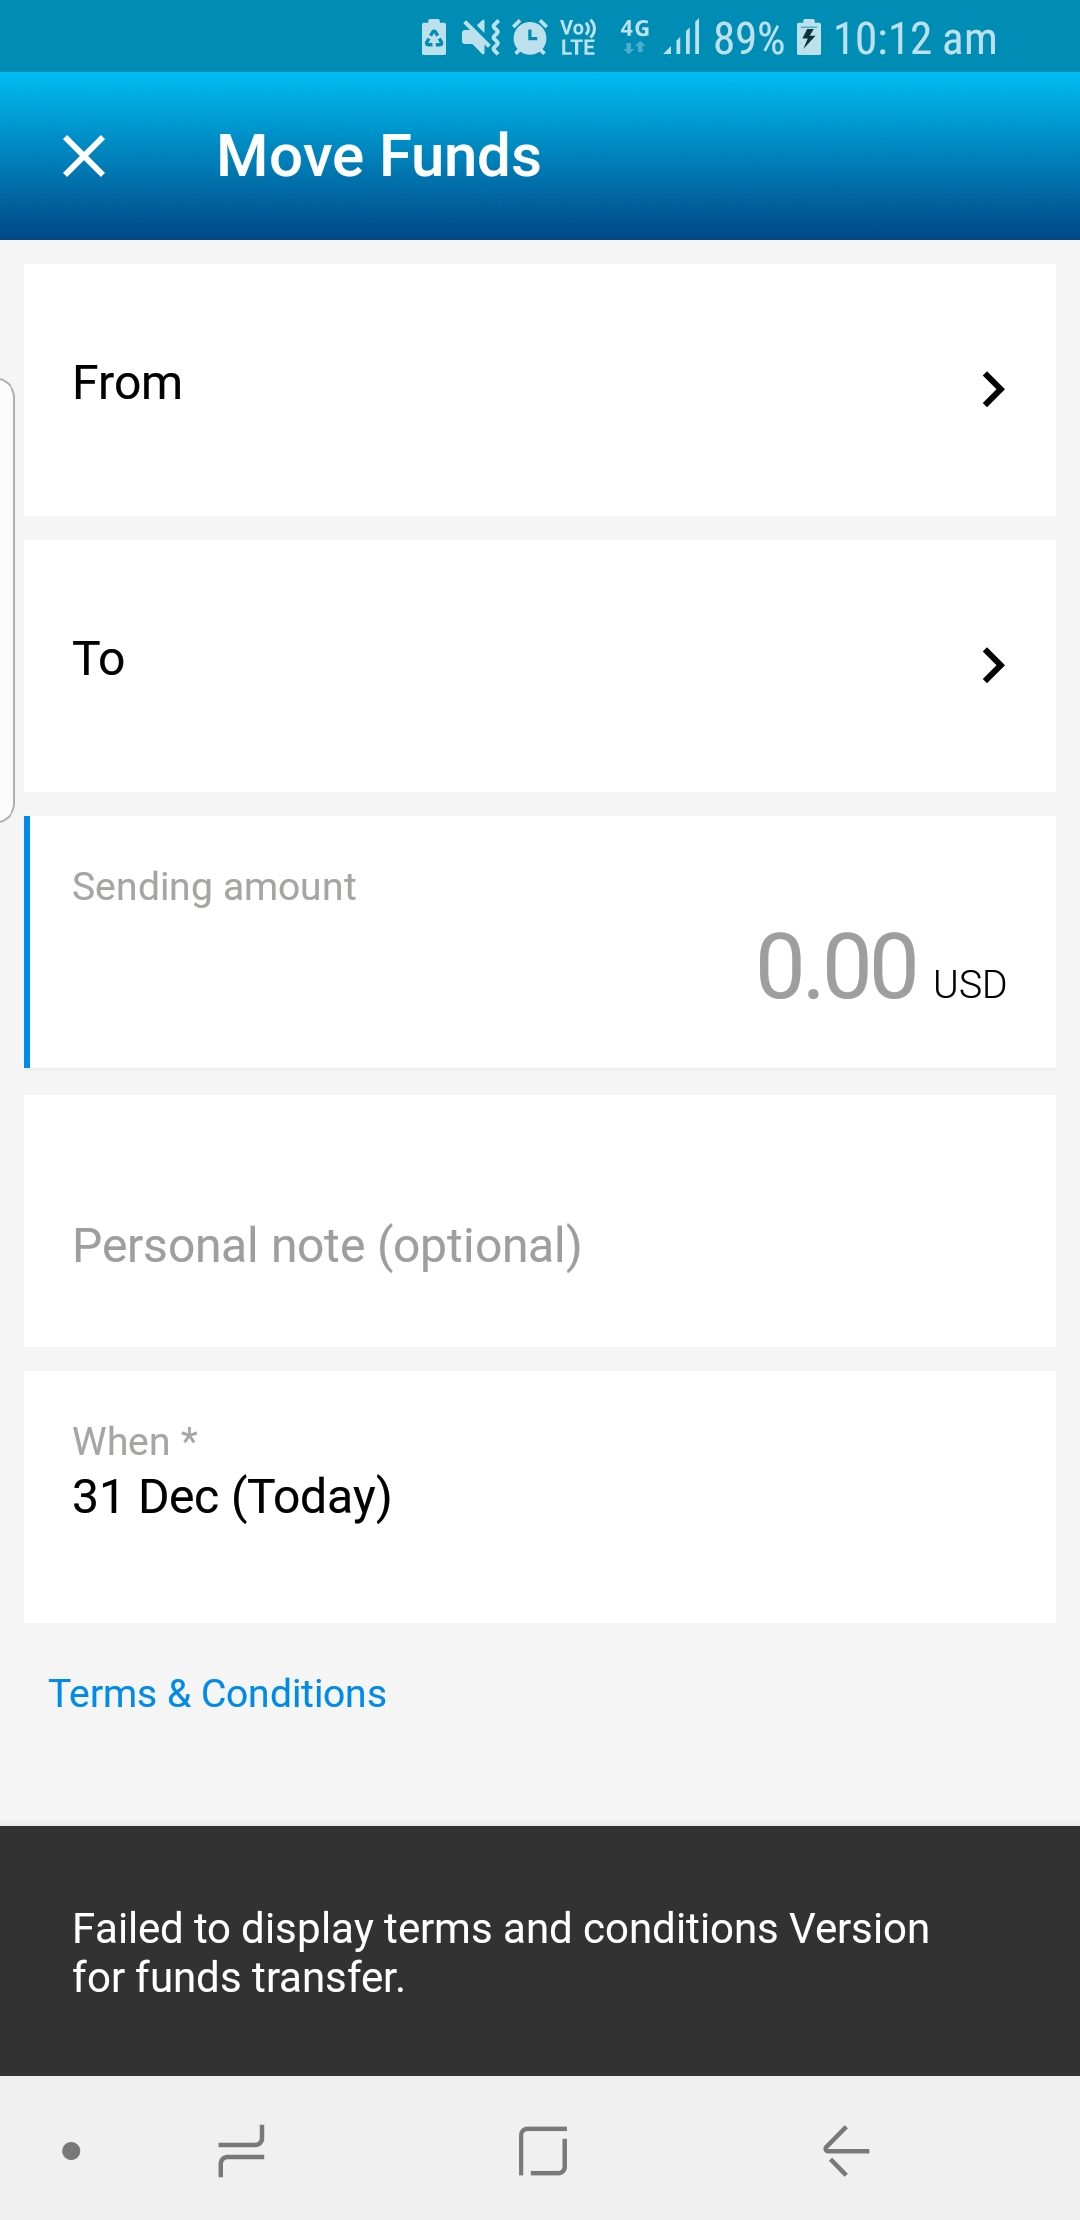 Vo)) LTE 4G 89% 10:12 am
Move Funds
From
To
Sending amount
0.00 USD
Personal note (optional)
When *
31 Dec (Today)
Terms & Conditions
Failed to display terms and conditions Version
for funds transfer.